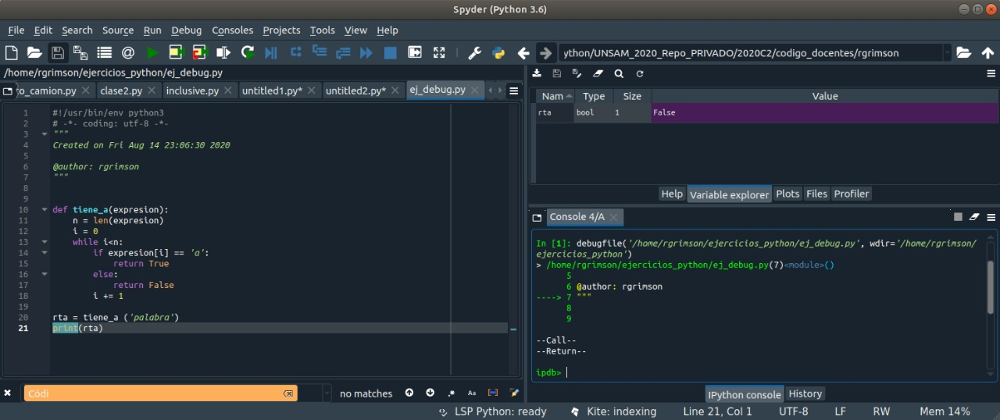 Spyder (Python 3.6)
File Edit Search Source Run Debug Consoles Projects Tools View Help
ython/UNSAM_2020_Repo_PRIVADO/2020C2/codigo_docentes/rgrimson
/home/rgrimson/ejercicios_python/ej_debug.py
ro_camion.py clase2.py inclusive.py untitled1.py* untitled2.py* ej_debug.py
1 #!/usr/bin/env python3
2 # -*- coding: utf-8 -*-
3 """
4 Created on Fri Aug 14 23:06:30 2020
5
6 @author: rgrimson
7 """
8
9
10 def tiene_a(expresion):
11     n = len(expresion)
12     i = 0
13     while i<n:
14         if expresion[i] == 'a':
15             return True
16         else:
17             return False
18         i += 1
19
20 rta = tiene_a ('palabra')
21 print(rta)
Códi
no matches
.* Aa
Nam Type Size Value
rta bool 1 False
Help Variable explorer Plots Files Profiler
Console 4/A
In [1]: debugfile('/home/rgrimson/ejercicios_python/ej_debug.py', wdir='/home/rgrimson/
ejercicios_python')
> /home/rgrimson/ejercicios_python/ej_debug.py(7)<module>()
      5
      6 @author: rgrimson
----> 7 """
      8
      9
--Call--
--Return--
ipdb>
IPython console History
LSP Python: ready Kite: indexing Line 21, Col 1 UTF-8 LF RW Mem 14%